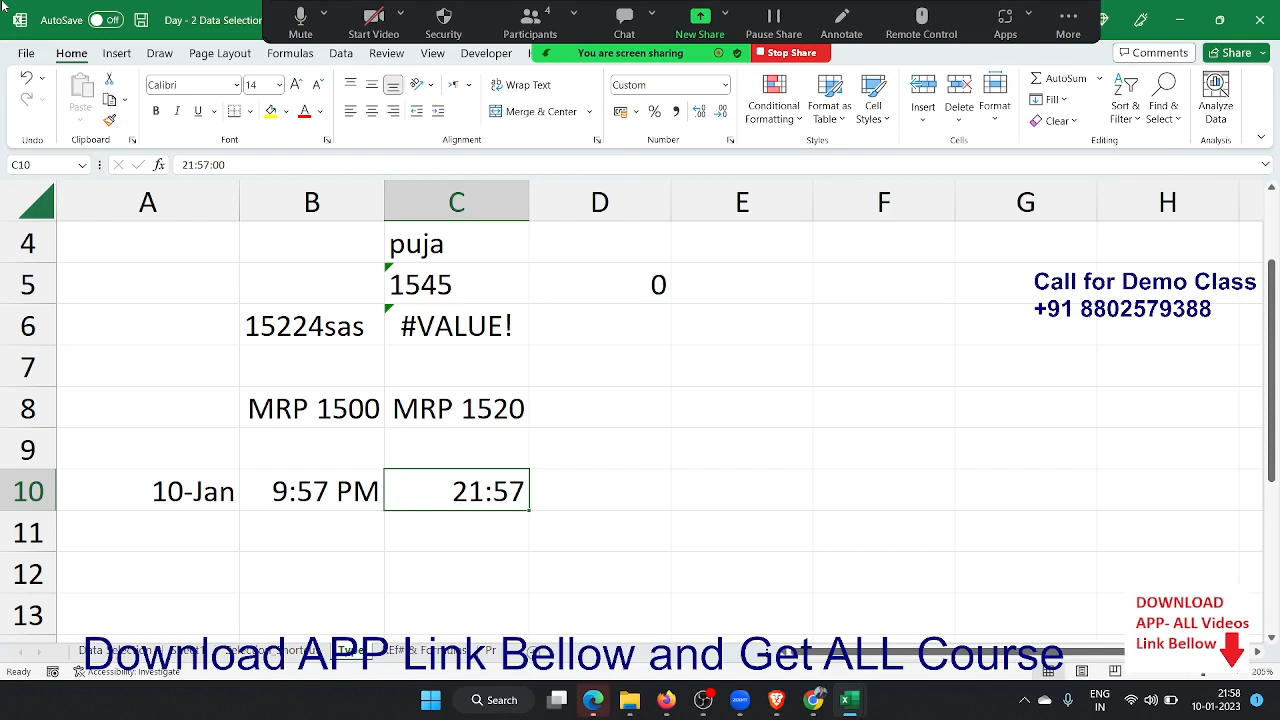 AutoSave Off
Day - 2 Data Selection
Mute
Start Video
Security
4
Participants
Chat
New Share
Pause Share
Annotate
Remote Control
Apps
More
File Home Insert Draw Page Layout Formulas Data Review View Developer
You are screen sharing Stop Share
Comments Share
Undo
Paste
Clipboard
Calibri 14
B I U
Font
Wrap Text
Merge & Center
Alignment
Custom
Number
Conditional Formatting
Format as Table
Cell Styles
Styles
Insert Delete Format
Cells
AutoSum
Fill
Clear
Sort & Filter
Find & Select
Editing
Analyze Data
Analysis
C10 fx 21:57:00
A B C D E F G H
4 puja
5 1545 0
6 15224sas #VALUE!
7
8 MRP 1500 MRP 1520
9
10 10-Jan 9:57 PM 21:57
11
12
13
Call for Demo Class
+91 8802579388
DOWNLOAD
APP- ALL Videos
Link Bellow
Download APP Link Bellow and Get ALL Course
Type
Ready Accessibility: Investigate 205%
Search
zoom
ENG
IN
21:58
10-01-2023
1